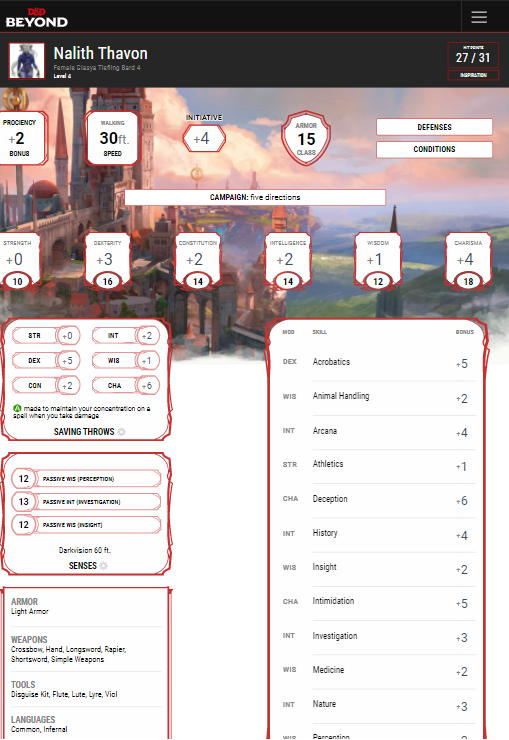 D&D
BEYOND
Nalith Thavon
Female Glasya Tiefling Bard 4
Level 4
HIT POINTS
27 / 31
INSPIRATION
PROCIENCY
+2
BONUS
WALKING
30ft.
SPEED
INITIATIVE
+4
ARMOR
15
CLASS
DEFENSES
CONDITIONS
CAMPAIGN: five directions
STRENGTH
+0
10
DEXTERITY
+3
16
CONSTITUTION
+2
14
INTELLIGENCE
+2
14
WISDOM
+1
12
CHARISMA
+4
18
STR +0
INT +2
DEX +5
WIS +1
CON +2
CHA +6
A made to maintain your concentration on a
spell when you take damage
SAVING THROWS
12 PASSIVE WIS (PERCEPTION)
13 PASSIVE INT (INVESTIGATION)
12 PASSIVE WIS (INSIGHT)
Darkvision 60 ft.
SENSES
ARMOR
Light Armor
WEAPONS
Crossbow, Hand, Longsword, Rapier,
Shortsword, Simple Weapons
TOOLS
Disguise Kit, Flute, Lute, Lyre, Viol
LANGUAGES
Common, Infernal
MOD SKILL BONUS
DEX Acrobatics +5
WIS Animal Handling +2
INT Arcana +4
STR Athletics +1
CHA Deception +6
INT History +4
WIS Insight +2
CHA Intimidation +5
INT Investigation +3
WIS Medicine +2
INT Nature +3
WIS Perception